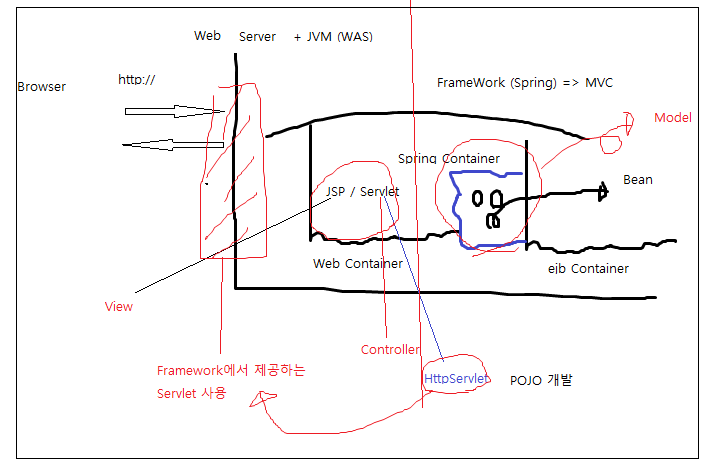 Web Server + JVM (WAS)
Browser
http://
FrameWork (Spring) => MVC
Model
Spring Container
JSP / Servlet
Bean
Web Container
ejb Container
View
Controller
Framework에서 제공하는
Servlet 사용
HttpServlet
POJO 개발